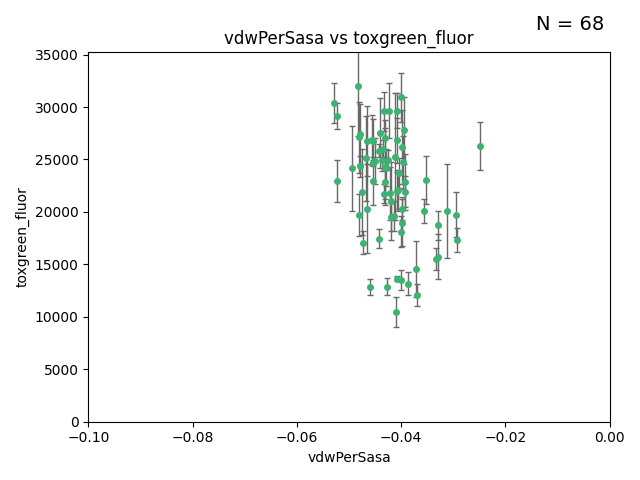 N = 68
vdwPerSasa vs toxgreen_fluor
35000
30000
25000
20000
15000
10000
5000
0
toxgreen_fluor
−0.10 −0.08 −0.06 −0.04 −0.02 0.00
vdwPerSasa